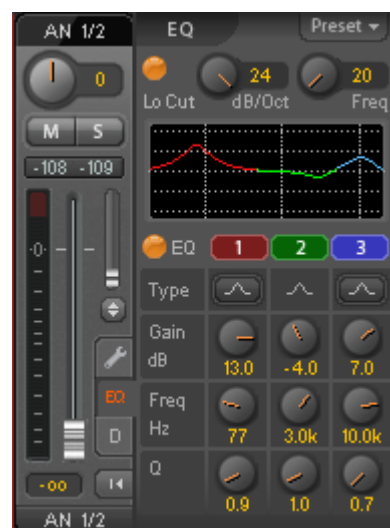 AN 1/2 EQ Preset
0 24 20
Lo Cut dB/Oct Freq
M S
-108 -109
-0-
EQ 1 2 3
Type
Gain
dB
13.0 -4.0 7.0
EQ
Freq
Hz
77 3.0k 10.0k
D
Q
-oo
0.9 1.0 0.7
AN 1/2